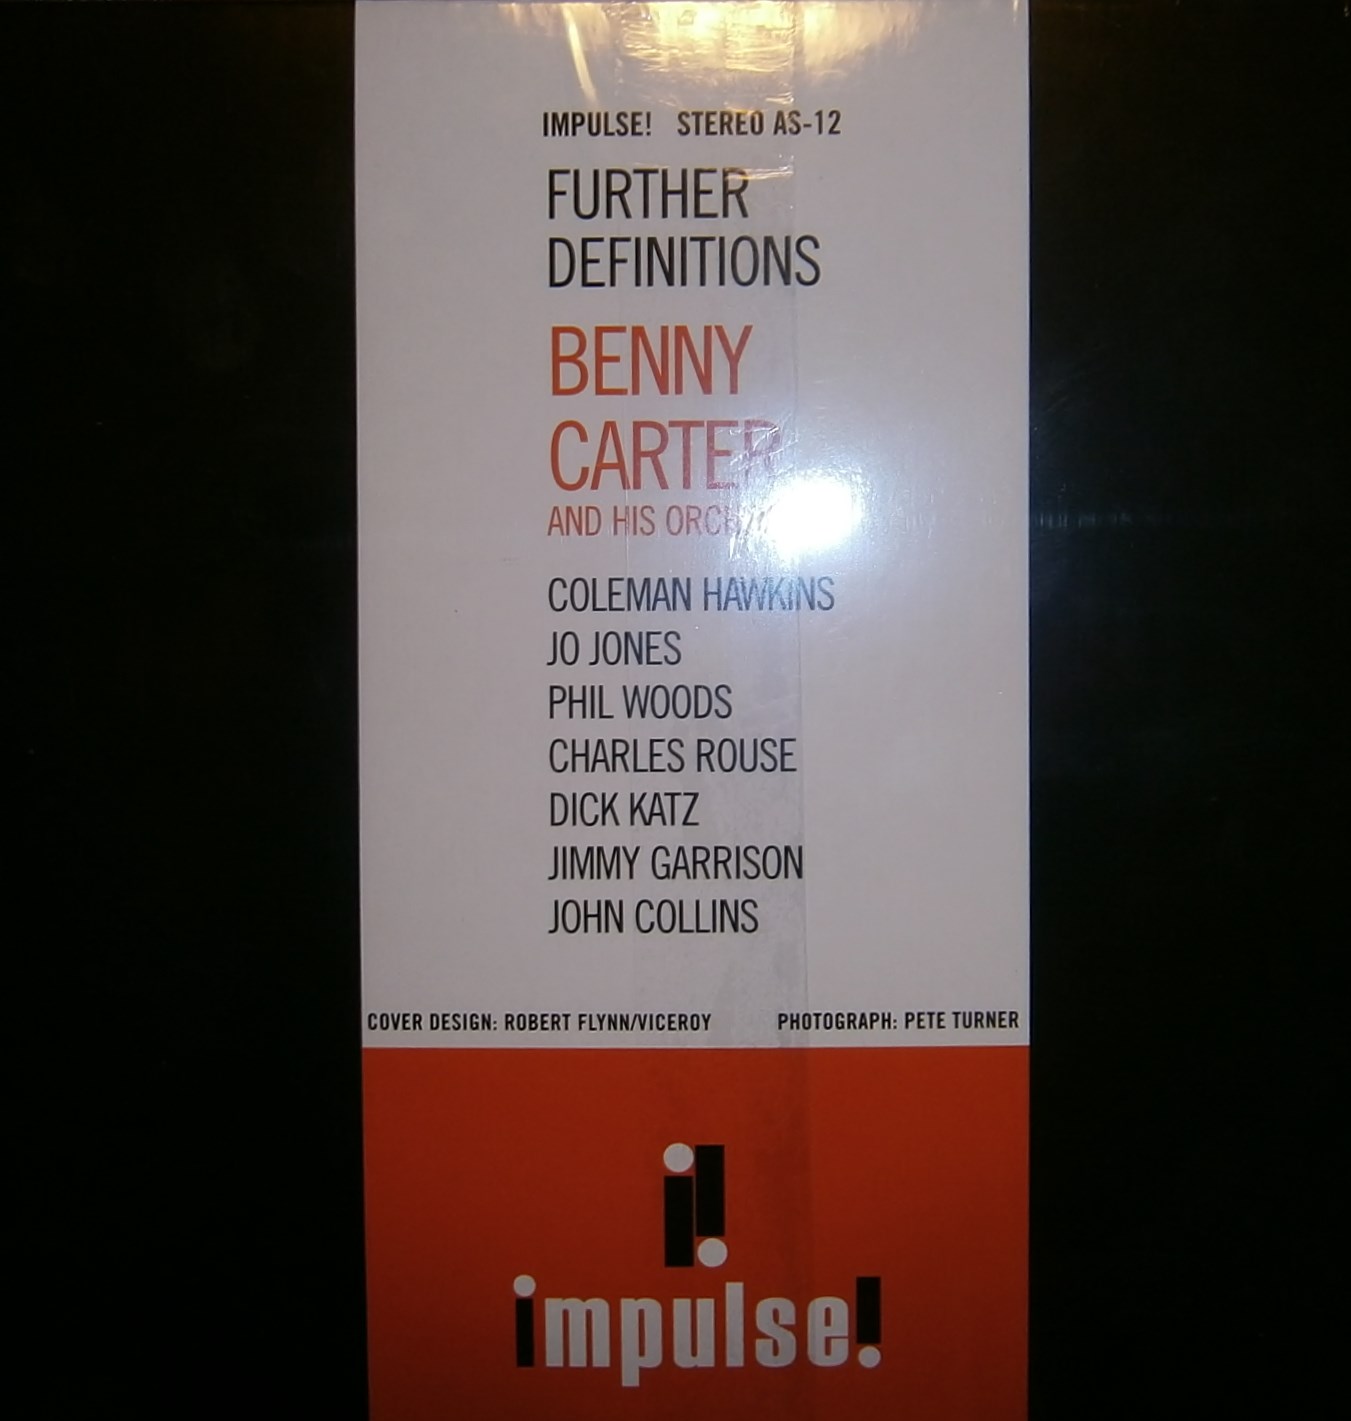 IMPULSE! STEREO AS-12
FURTHER
DEFINITIONS
BENNY
CARTER
AND HIS
COLEMAN HAWKINS
JO JONES
PHIL WOODS
CHARLES ROUSE
DICK KATZ
JIMMY GARRISON
JOHN COLLINS
COVER DESIGN: ROBERT FLYNN/VICEROY PHOTOGRAPH: PETE TURNER
i!
impulse!